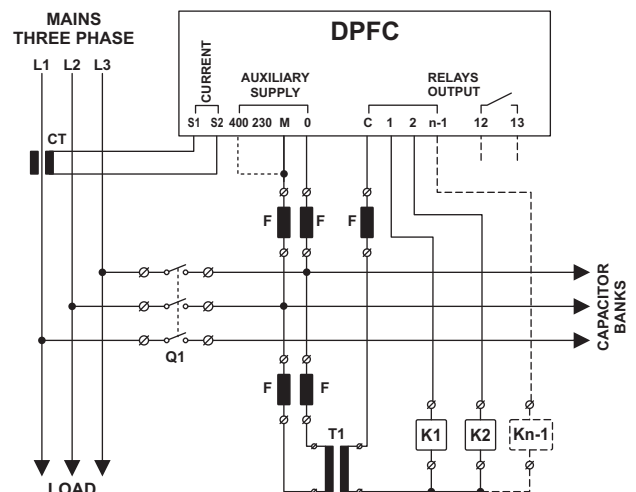 MAINS
THREE PHASE
L1 L2 L3
DPFC
CURRENT
AUXILIARY
SUPPLY
RELAYS
OUTPUT
S1 S2 400 230 M 0 C 1 2 n-1 12 13
CT
F F F
Q1
CAPACITOR
BANKS
F F
T1
K1 K2 Kn-1
LOAD